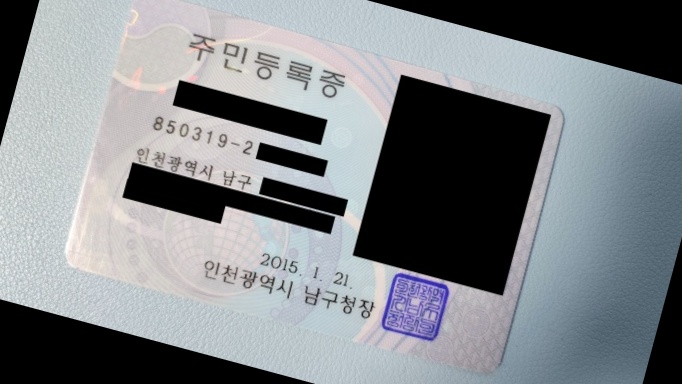 주민등록증
850319-2
인천광역시 남구
2015. 1. 21.
인천광역시 남구청장